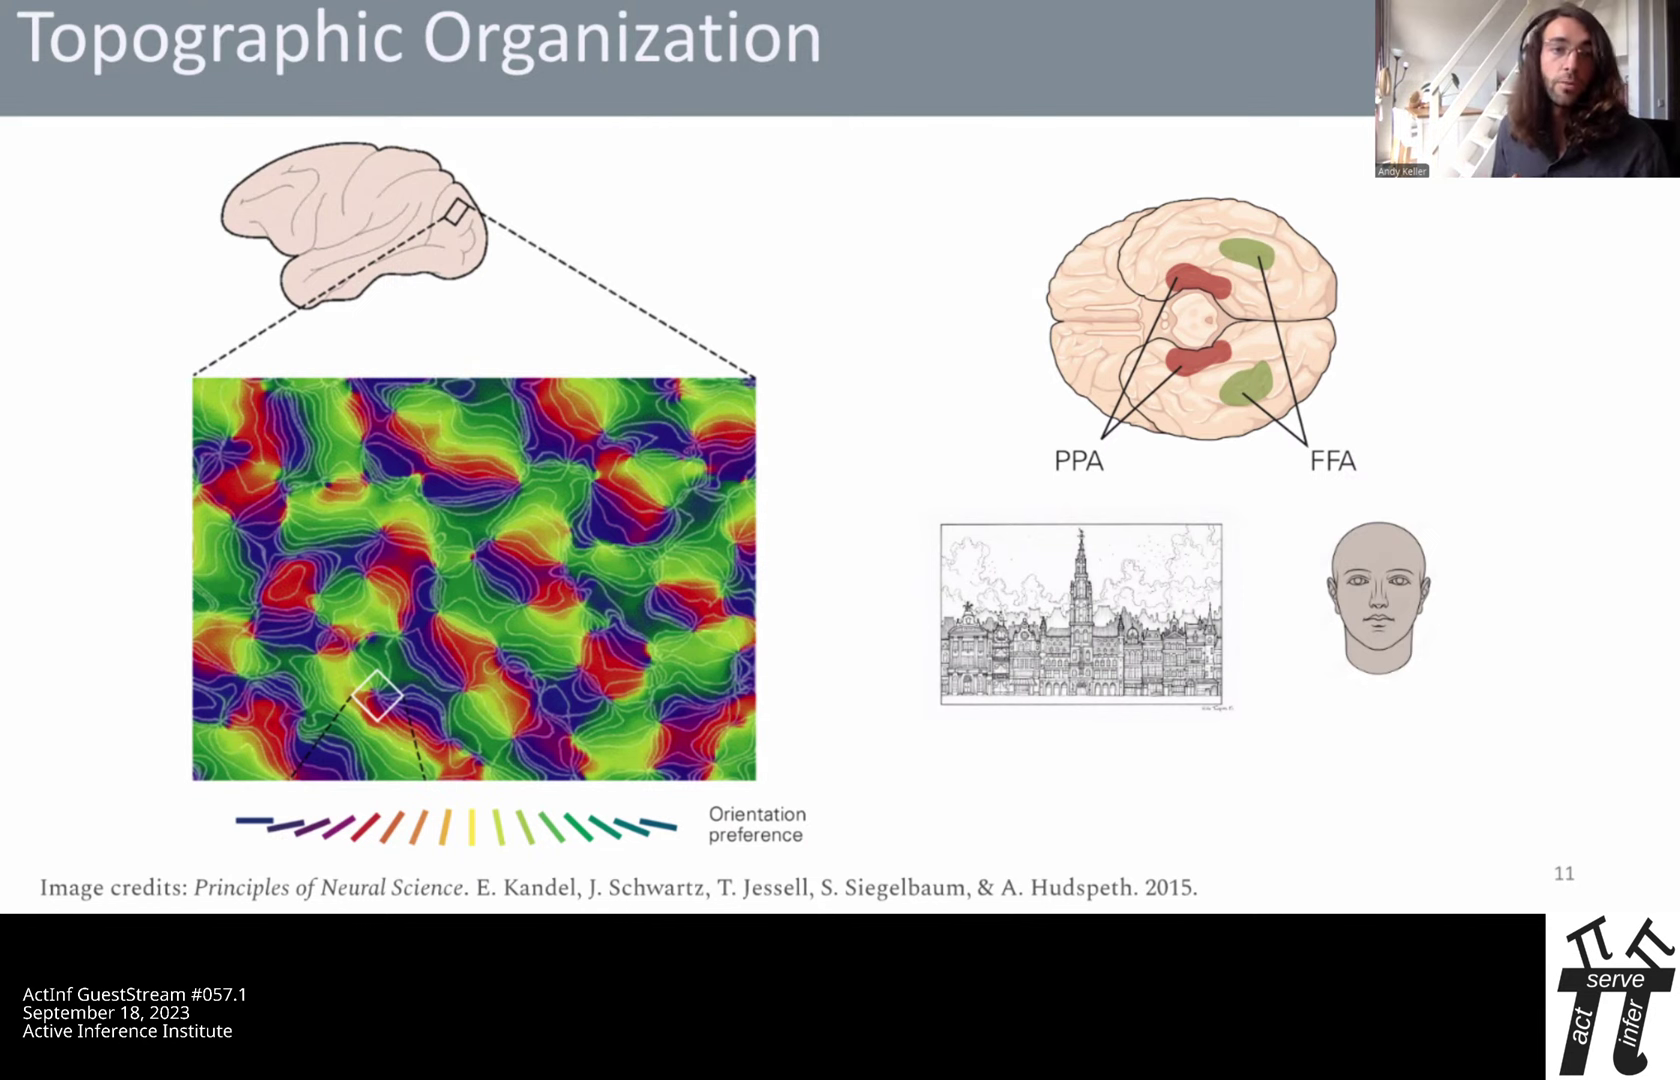 Topographic Organization
Andy Keller
PPA
FFA
Orientation
preference
Image credits: Principles of Neural Science. E. Kandel, J. Schwartz, T. Jessell, S. Siegelbaum, & A. Hudspeth. 2015.
11
ActInf GuestStream #057.1
September 18, 2023
Active Inference Institute
π π
serve
act
infer